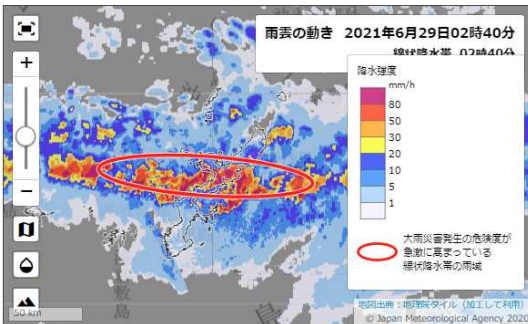 雨雲の動き 2021年6月29日02時40分
線状降水帯 02時40分
降水強度
mm/h
80
50
30
20
10
5
1
大雨災害発生の危険度が
急激に高まっている
線状降水帯の雨域
50 km
地図出典：地理院タイル（加工して利用）
© Japan Meteorological Agency 2020